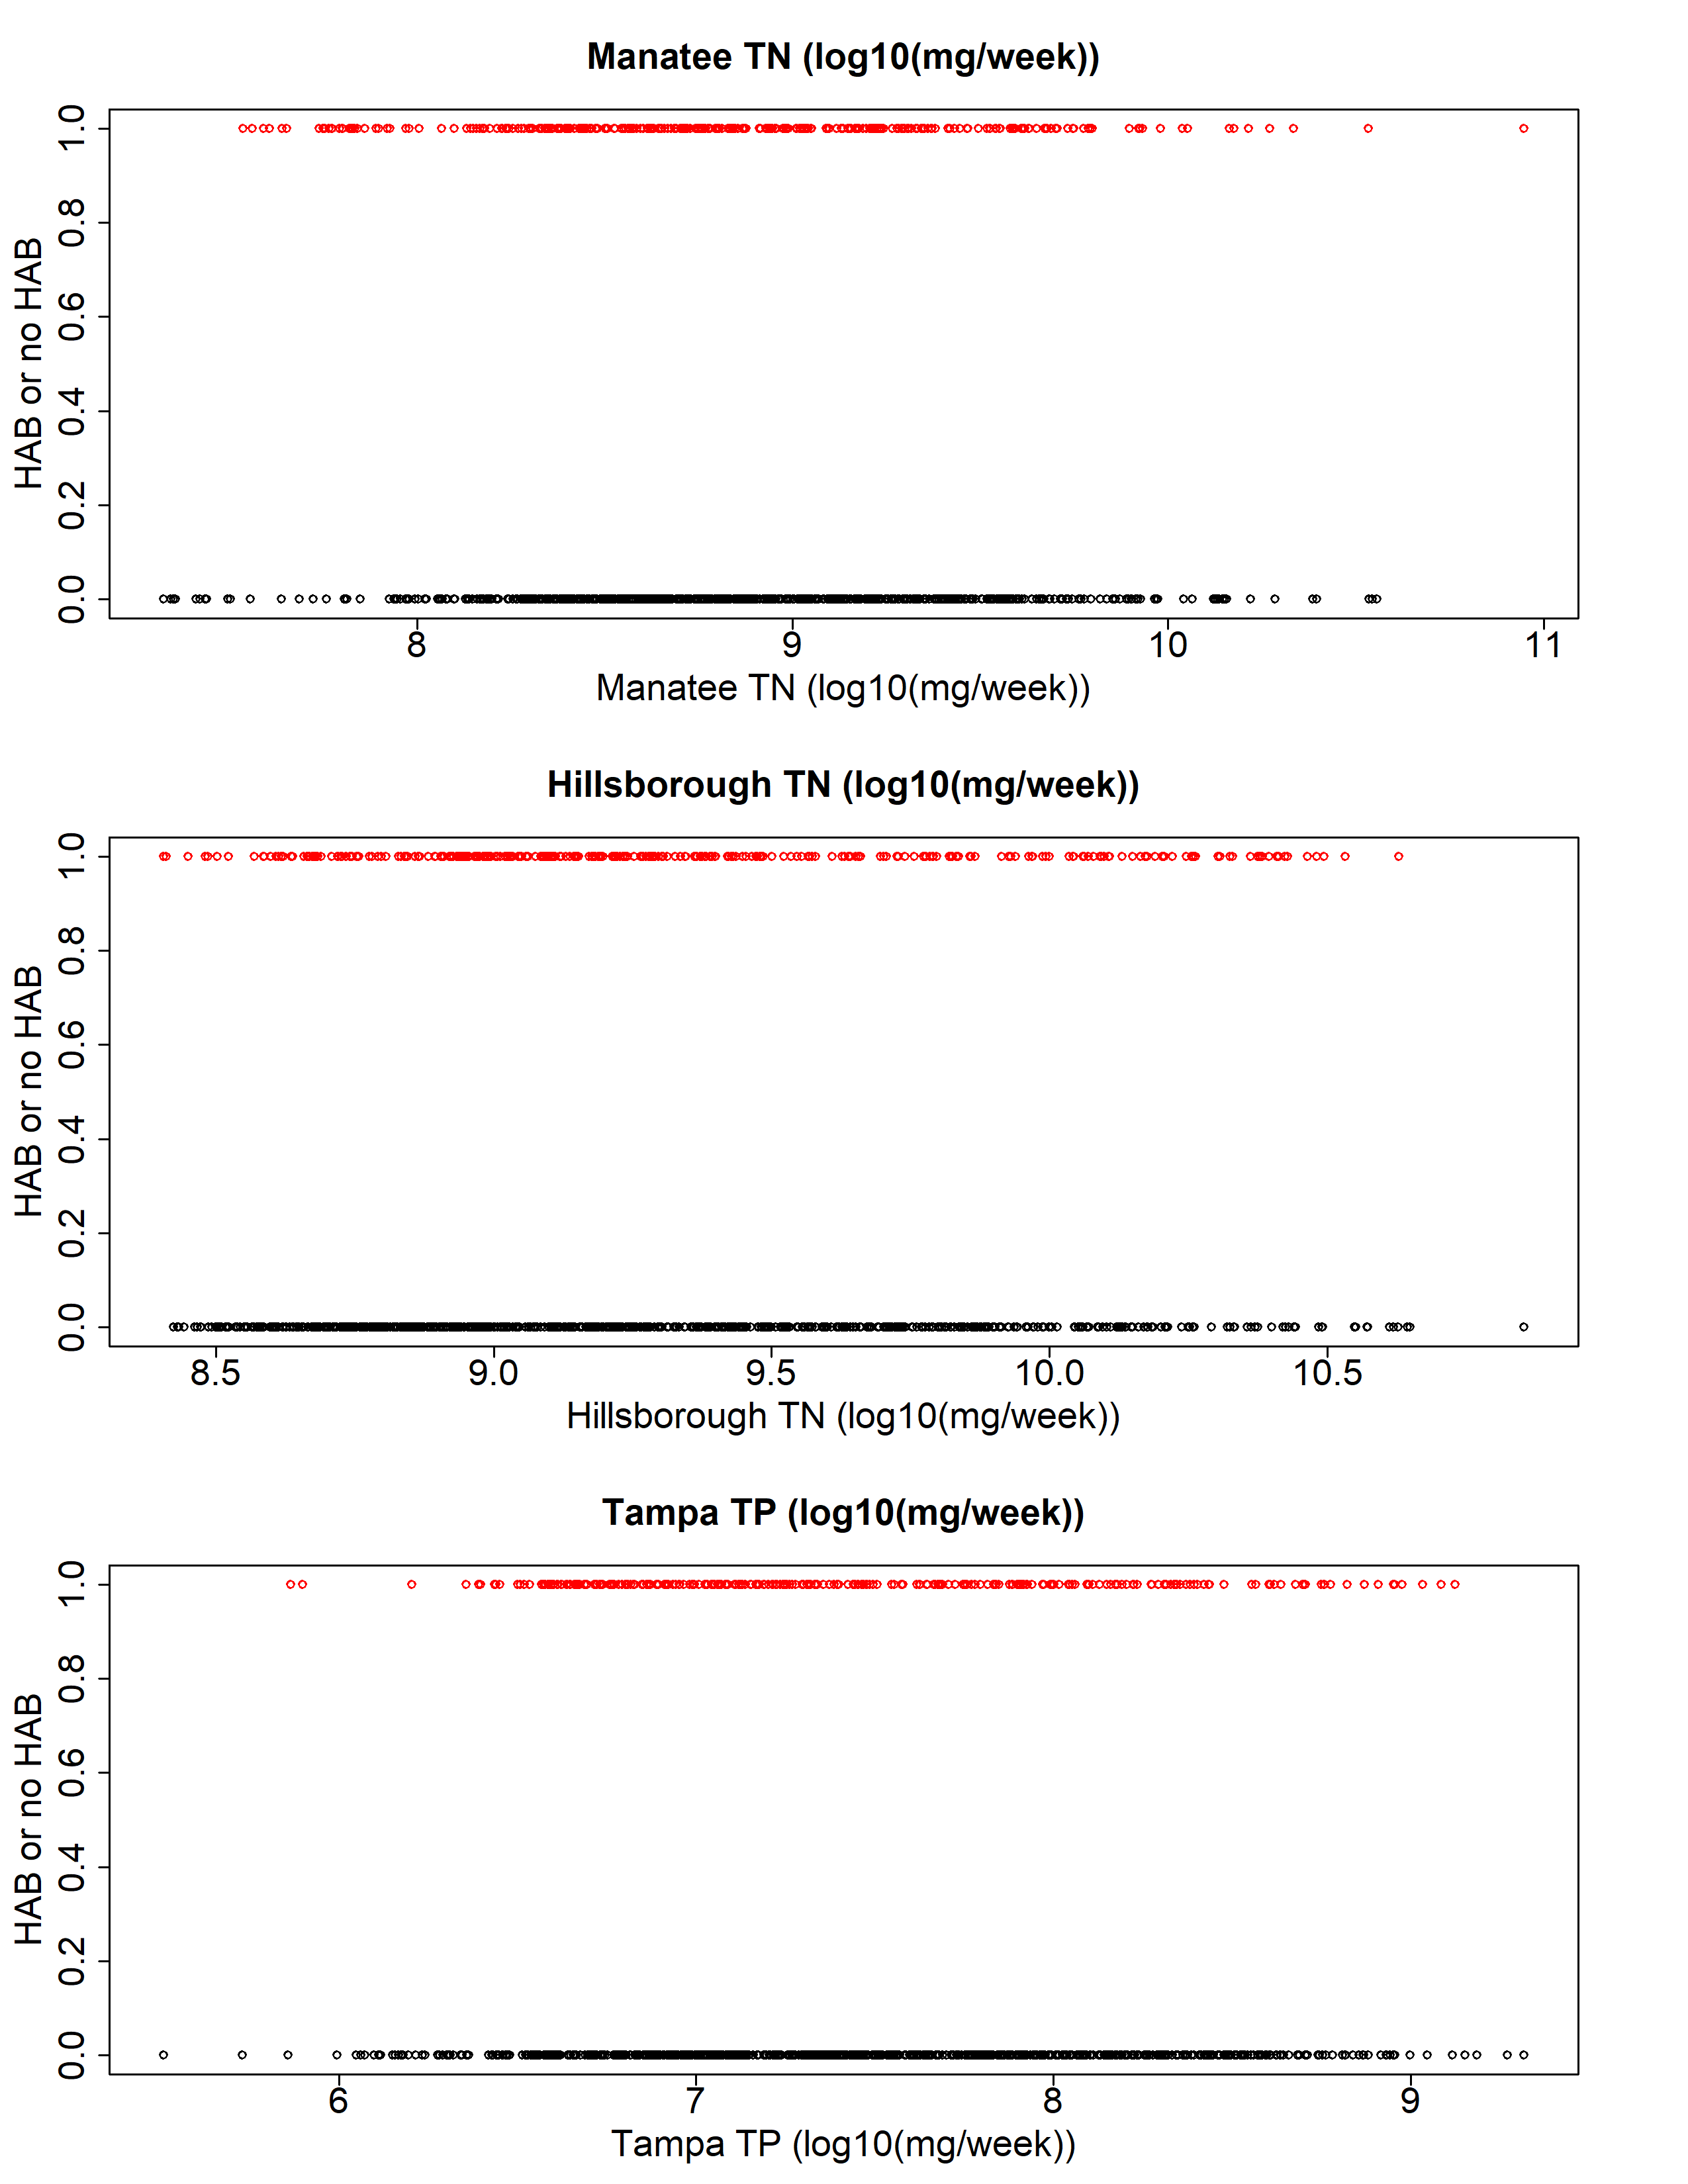 Manatee TN (log10(mg/week))
HAB or no HAB
1.0
0.8
0.6
0.4
0.2
0.0
8 9 10 11
Manatee TN (log10(mg/week))
Hillsborough TN (log10(mg/week))
HAB or no HAB
1.0
0.8
0.6
0.4
0.2
0.0
8.5 9.0 9.5 10.0 10.5
Hillsborough TN (log10(mg/week))
Tampa TP (log10(mg/week))
HAB or no HAB
1.0
0.8
0.6
0.4
0.2
0.0
6 7 8 9
Tampa TP (log10(mg/week))